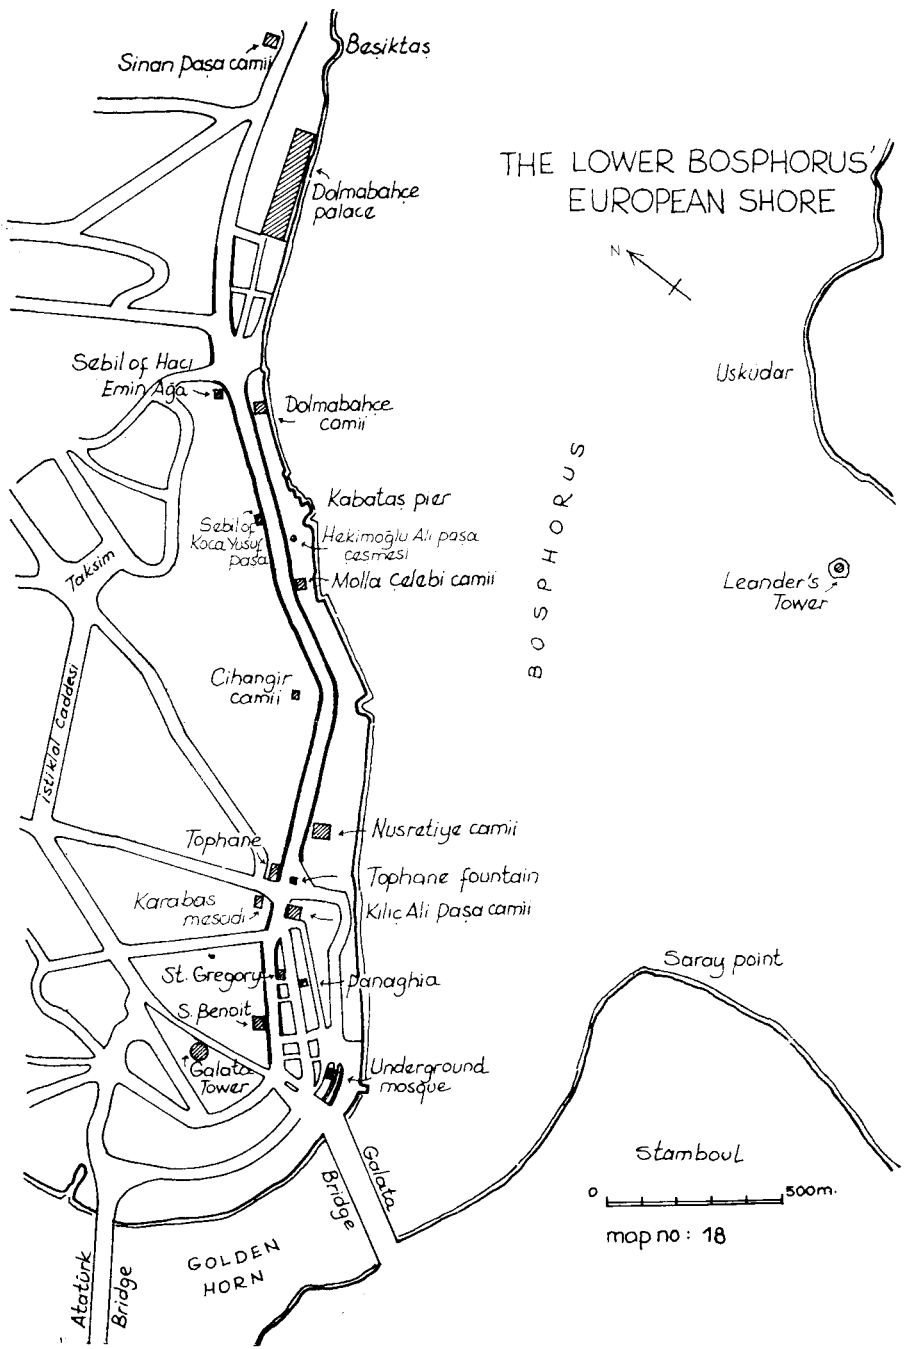 Beşiktaş
Sinan paşa camii
THE LOWER BOSPHORUS'
EUROPEAN SHORE
Dolmabahçe
palace
N
Sebil of Hacı
Emin Ağa
Uskudar
Dolmabahçe
camii
Kabataş pier
Sebil of
Koca Yusuf
paşa
Hekimoğlu Ali paşa
çeşmesi
BOSPHORUS
Taksim
Molla çelebi camii
Leander's
Tower
Cihangir
camii
istiklal caddesi
Nusretiye camii
Tophane
Tophane fountain
Karabas
mescidi
Kılıç Ali paşa camii
Saray point
St. Gregory
panaghia
S. Benoit
Galata
Tower
Underground
mosque
Stamboul
Galata
Bridge
0 500m.
map no: 18
GOLDEN
HORN
Atatürk
Bridge